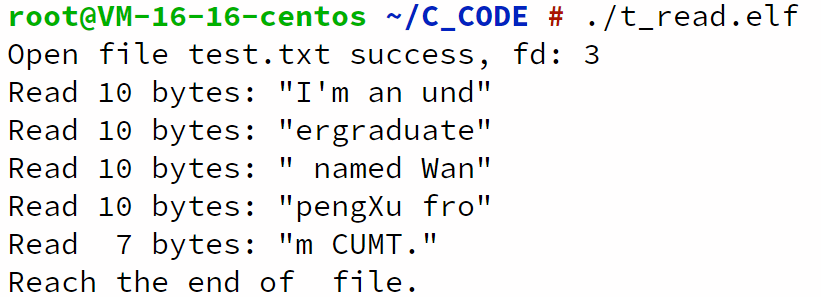 root@VM-16-16-centos ~/C_CODE # ./t_read.elf
Open file test.txt success, fd: 3
Read 10 bytes: "I'm an und"
Read 10 bytes: "ergraduate"
Read 10 bytes: " named Wan"
Read 10 bytes: "pengXu fro"
Read  7 bytes: "m CUMT."
Reach the end of  file.